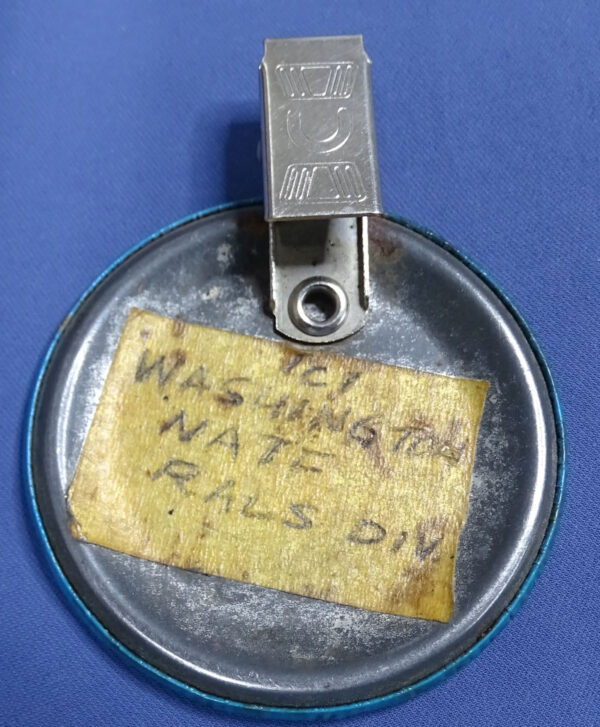 ICI
WASHINGTON
NATE
RALS DIV